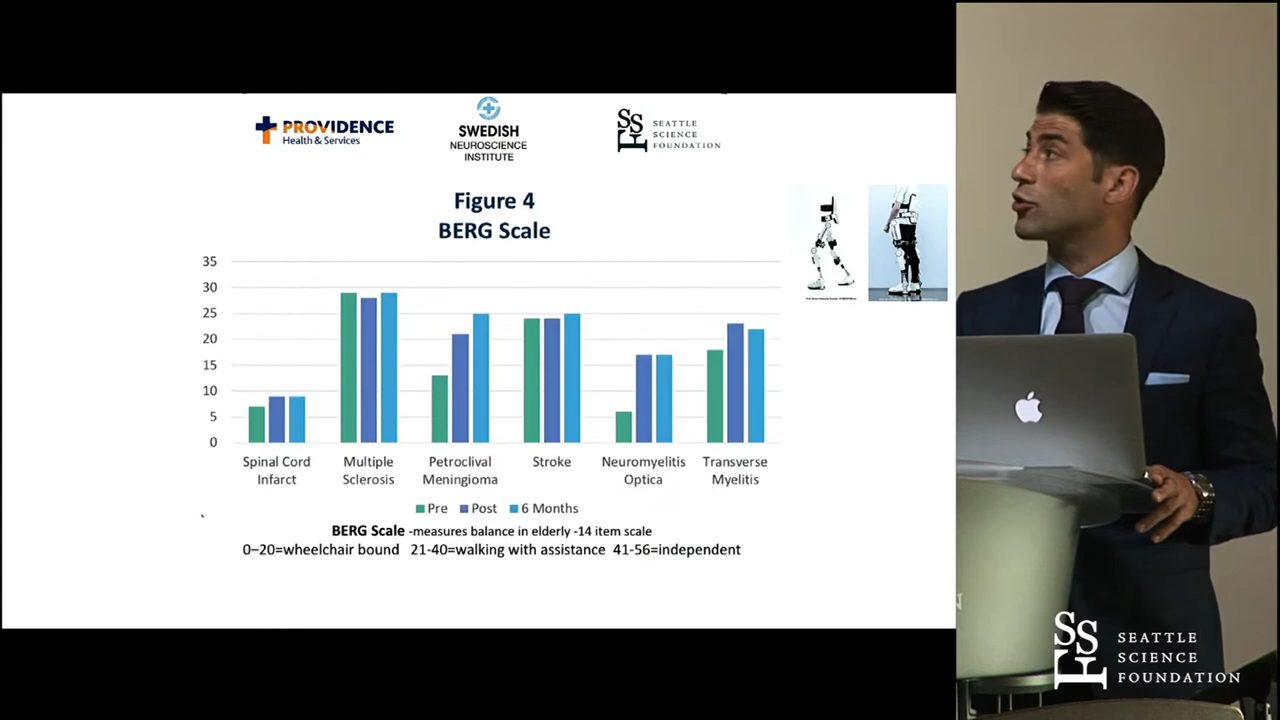 PROVIDENCE
Health & Services
SWEDISH
NEUROSCIENCE
INSTITUTE
SEATTLE
SCIENCE
FOUNDATION
Figure 4
BERG Scale
35
30
25
20
15
10
5
0
Spinal Cord
Infarct
Multiple
Sclerosis
Petroclival
Meningioma
Stroke
Neuromyelitis
Optica
Transverse
Myelitis
Pre Post 6 Months
BERG Scale -measures balance in elderly -14 item scale
0–20=wheelchair bound 21-40=walking with assistance 41-56=independent
SSF
SEATTLE
SCIENCE
FOUNDATION